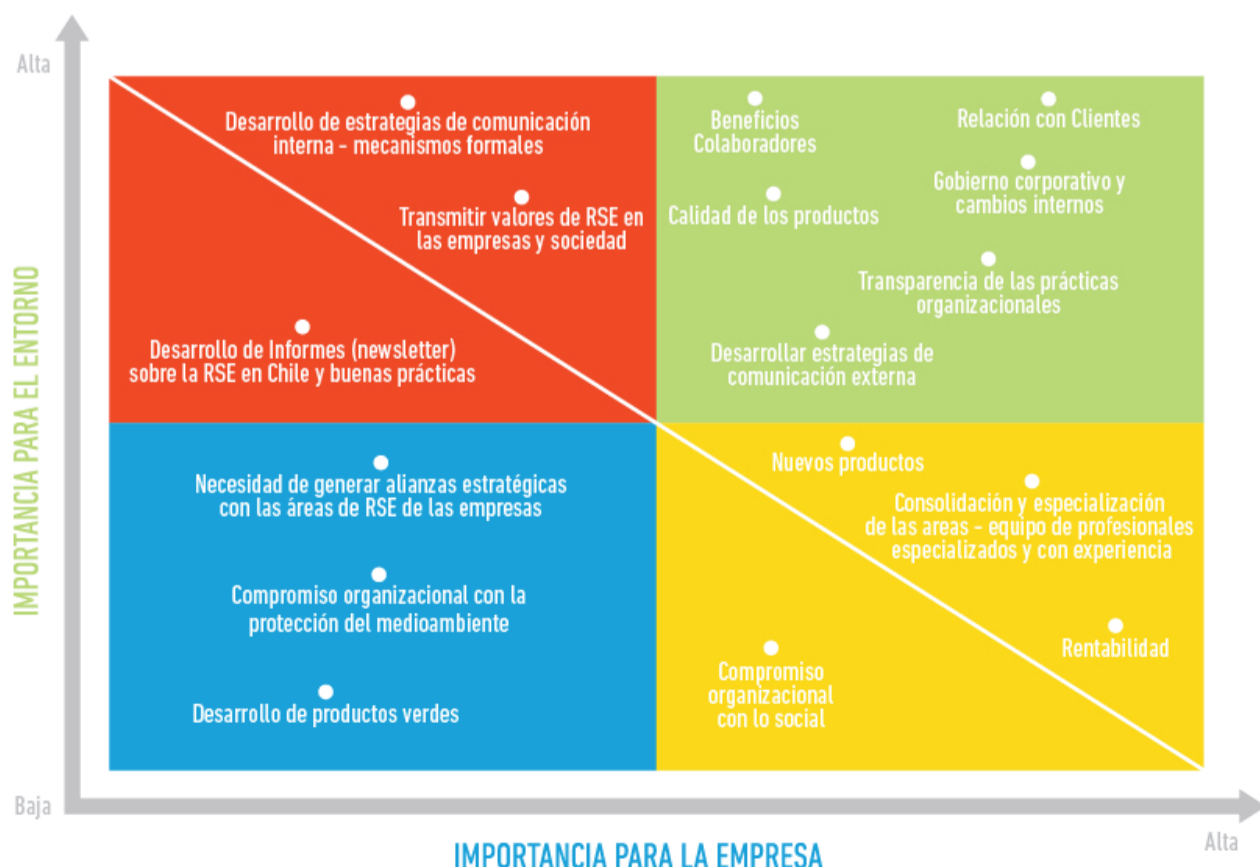 Alta
IMPORTANCIA PARA EL ENTORNO
Desarrollo de estrategias de comunicación
interna - mecanismos formales
Transmitir valores de RSE en
las empresas y sociedad
Desarrollo de Informes (newsletter)
sobre la RSE en Chile y buenas prácticas
Beneficios
Colaboradores
Relación con Clientes
Calidad de los productos
Gobierno corporativo y
cambios internos
Transparencia de las prácticas
organizacionales
Desarrollar estrategias de
comunicación externa
Necesidad de generar alianzas estratégicas
con las áreas de RSE de las empresas
Compromiso organizacional con la
protección del medioambiente
Desarrollo de productos verdes
Nuevos productos
Consolidación y especialización
de las areas - equipo de profesionales
especializados y con experiencia
Rentabilidad
Compromiso
organizacional
con lo social
Baja
Alta
IMPORTANCIA PARA LA EMPRESA